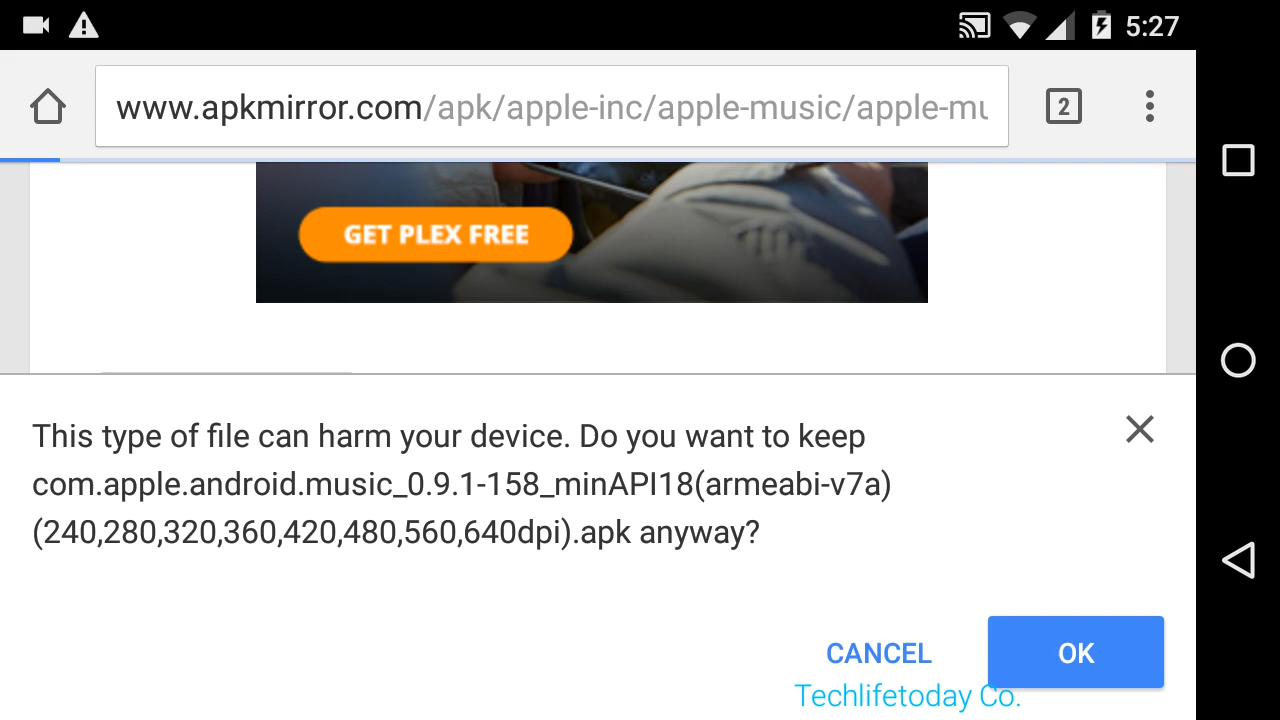 5:27
www.apkmirror.com/apk/apple-inc/apple-music/apple-mu
2
GET PLEX FREE
This type of file can harm your device. Do you want to keep
com.apple.android.music_0.9.1-158_minAPI18(armeabi-v7a)
(240,280,320,360,420,480,560,640dpi).apk anyway?
CANCEL
OK
Techlifetoday Co.